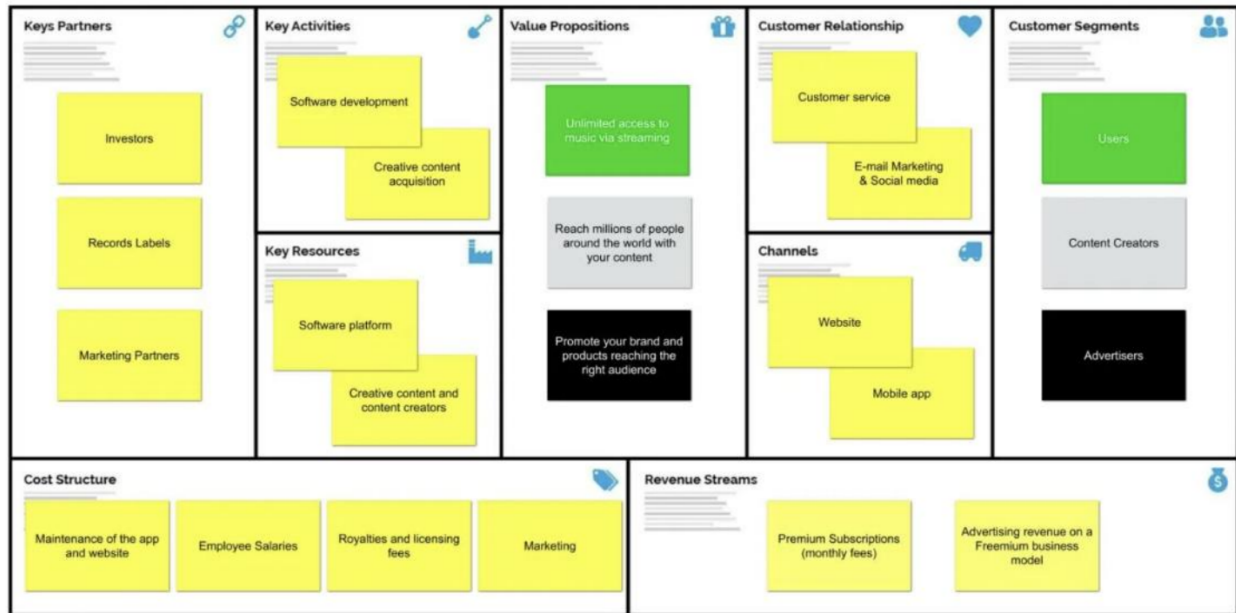 Keys Partners
Investors
Records Labels
Marketing Partners
Key Activities
Software development
Creative content
acquisition
Key Resources
Software platform
Creative content and
content creators
Value Propositions
Unlimited access to
music via streaming
Reach millions of people
around the world with
your content
Promote your brand and
products reaching the
right audience
Customer Relationship
Customer service
E-mail Marketing
& Social media
Channels
Website
Mobile app
Customer Segments
Users
Content Creators
Advertisers
Cost Structure
Maintenance of the app
and website
Employee Salaries
Royalties and licensing
fees
Marketing
Revenue Streams
$
Premium Subscriptions
(monthly fees)
Advertising revenue on a
Freemium business
model